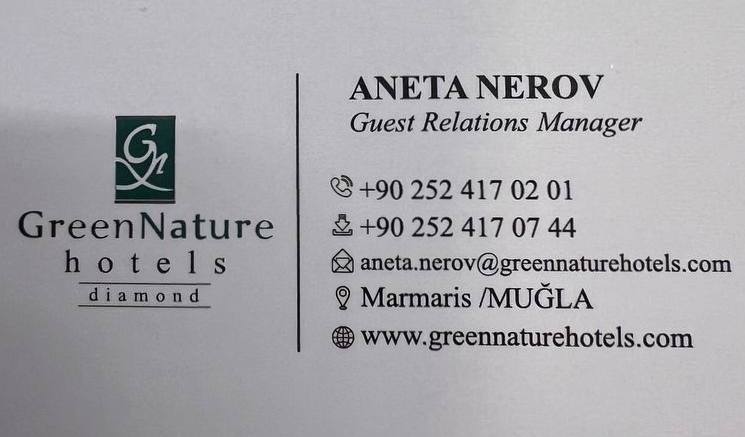 Gn
GreenNature
hotels
diamond
ANETA NEROV
Guest Relations Manager
+90 252 417 02 01
+90 252 417 07 44
aneta.nerov@greennaturehotels.com
Marmaris /MUĞLA
www.greennaturehotels.com